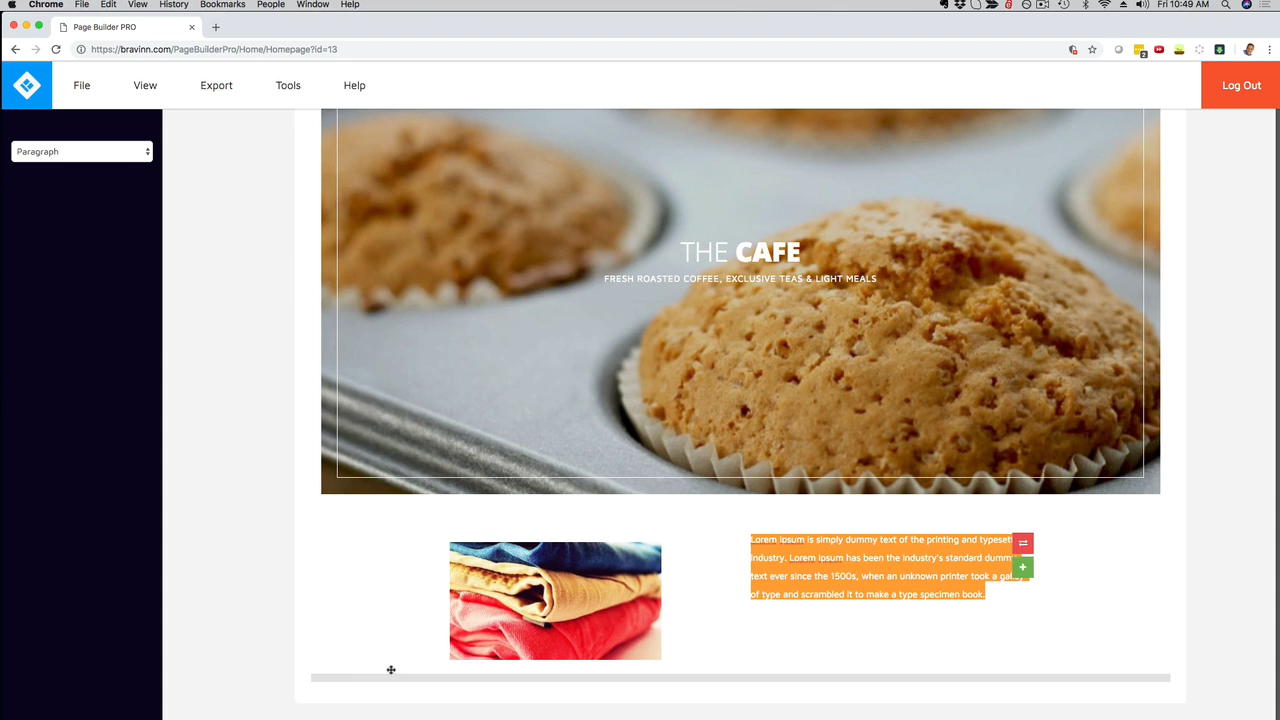 Chrome File Edit View History Bookmarks People Window Help Fri 10:49 AM
Page Builder PRO
https://bravinn.com/PageBuilderPro/Home/Homepage?id=13
2
File View Export Tools Help Log Out
Paragraph
THE CAFE
FRESH ROASTED COFFEE, EXCLUSIVE TEAS & LIGHT MEALS
Lorem Ipsum is simply dummy text of the printing and
industry. Lorem Ipsum has been the industry's standard
text ever since the 1500s, when an unknown printer took a
of type and scrambled it to make a type specimen book.